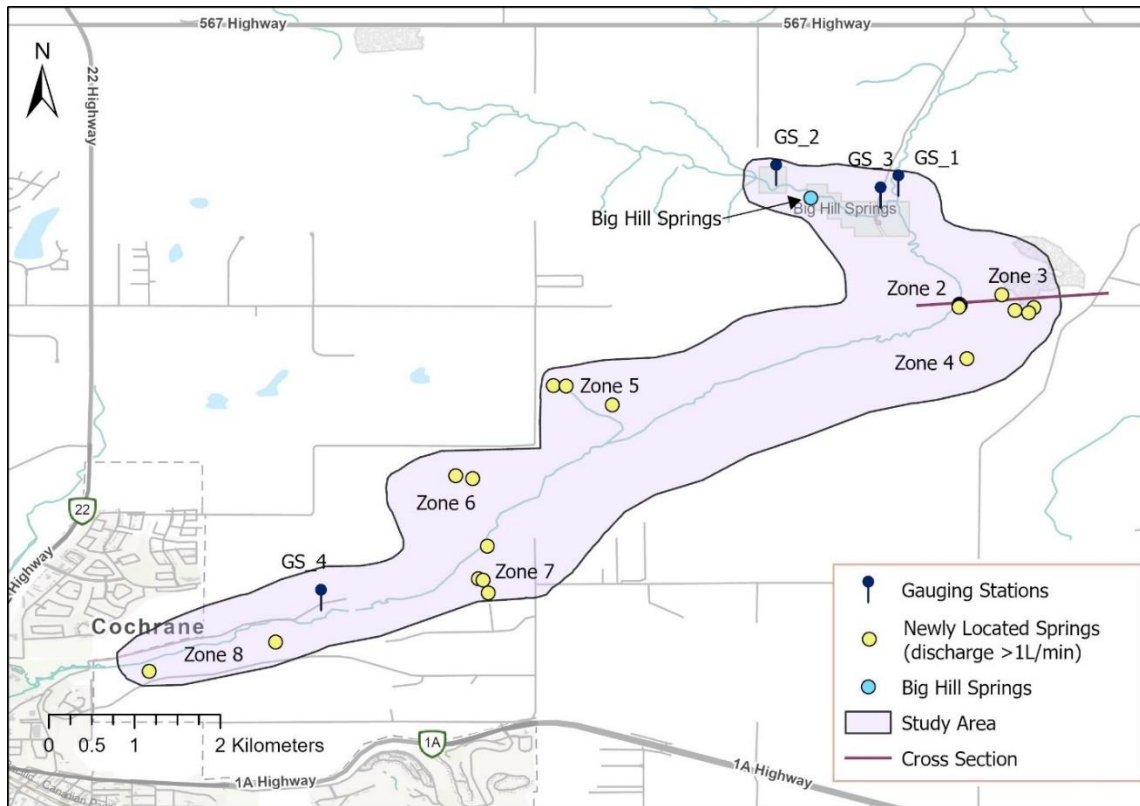 567 Highway
567 Highway
22 Highway
N
GS_2
GS_3
GS_1
Big Hill Springs
Big Hill Springs
Zone 2
Zone 3
Zone 4
Zone 5
Zone 6
22
GS_4
Zone 7
Highway
Cochrane
Zone 8
0 0.5 1 2 Kilometers
1A
1A Highway
1A Highway
Gauging Stations
Newly Located Springs
(discharge >1L/min)
Big Hill Springs
Study Area
Cross Section